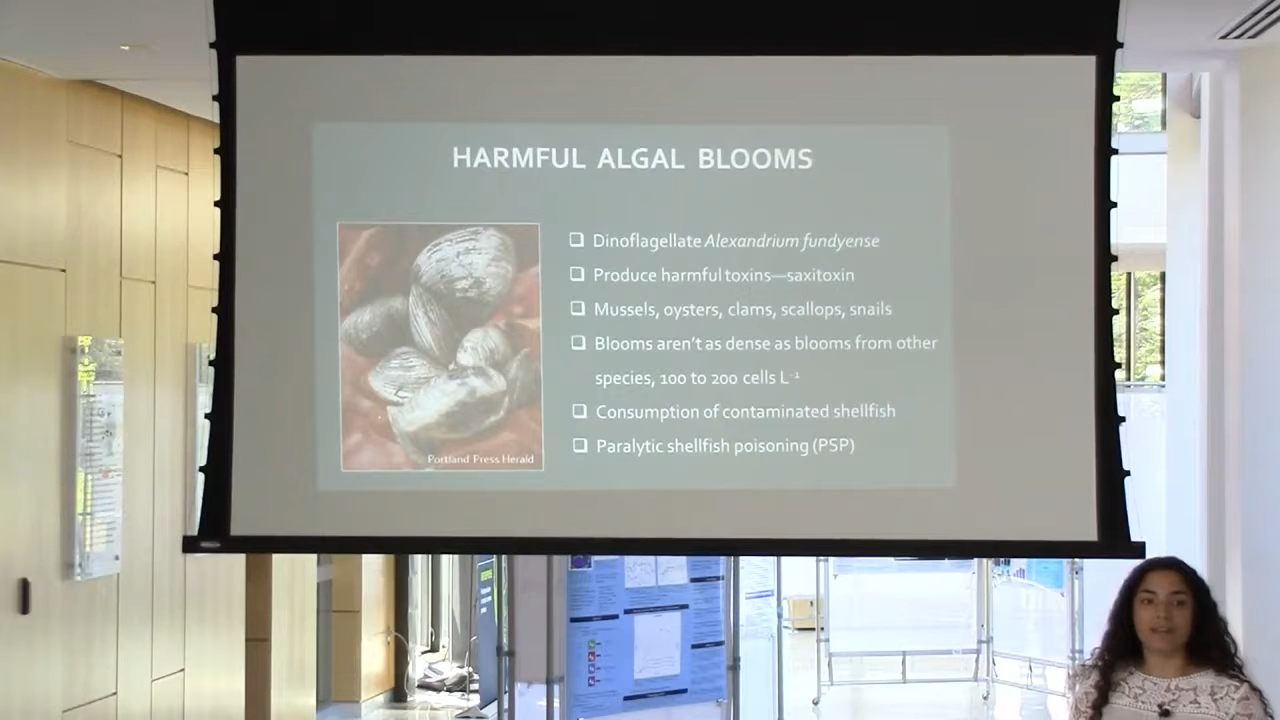 HARMFUL ALGAL BLOOMS
❑ Dinoflagellate Alexandrium fundyense
❑ Produce harmful toxins—saxitoxin
❑ Mussels, oysters, clams, scallops, snails
❑ Blooms aren't as dense as blooms from other
species, 100 to 200 cells L⁻¹
❑ Consumption of contaminated shellfish
❑ Paralytic shellfish poisoning (PSP)
Portland Press Herald